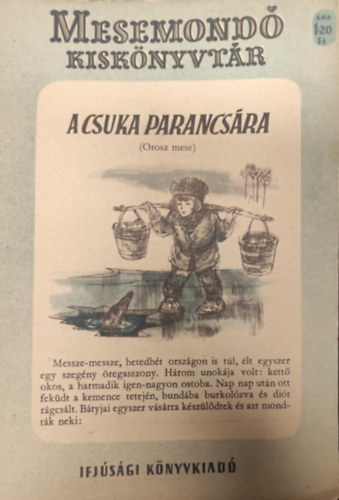 MESEMONDÓ
KISKÖNYVTÁR
ÁRA
1·20
Ft
A CSUKA PARANCSÁRA
(Orosz mese)
Messze-messze, hetedhét országon is túl, élt egyszer
egy szegény öregasszony. Három unokája volt: kettő
okos, a harmadik igen-nagyon ostoba. Nap nap után ott
feküdt a kemence tetején, bundába burkolózva és diót
rágcsált. Bátyjai egyszer vásárra készülődtek és azt mond-
ták neki:
IFJÚSÁGI KÖNYVKIADÓ